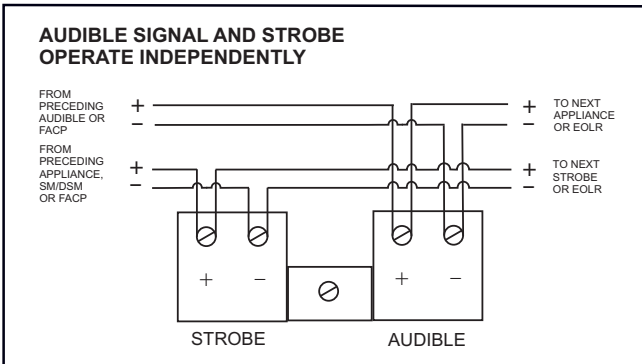 AUDIBLE SIGNAL AND STROBE
OPERATE INDEPENDENTLY
FROM
PRECEDING
AUDIBLE OR
FACP
+
−
TO NEXT
APPLIANCE
OR EOLR
+
−
FROM
PRECEDING
APPLIANCE,
SM/DSM
OR FACP
+
−
TO NEXT
STROBE
OR EOLR
+
−
+ −
+ −
STROBE
AUDIBLE